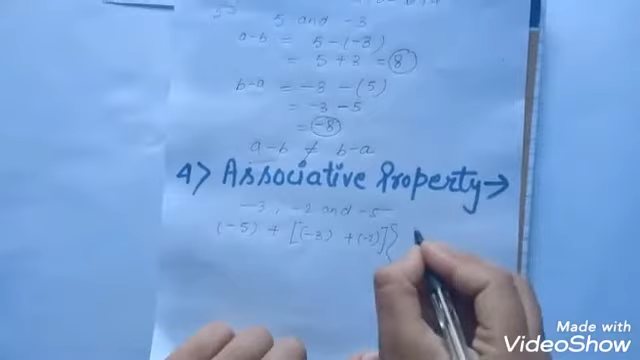 5 and -3
a-b = 5-(-3)
= 5+3 = 8
b-a = -3 -(5)
= -3-5
= -8
a-b ≠ b-a
4> Associative Property→
-3, -2 and -5
(-5) + [(-3) +(-2)]}
Made with
VideoShow